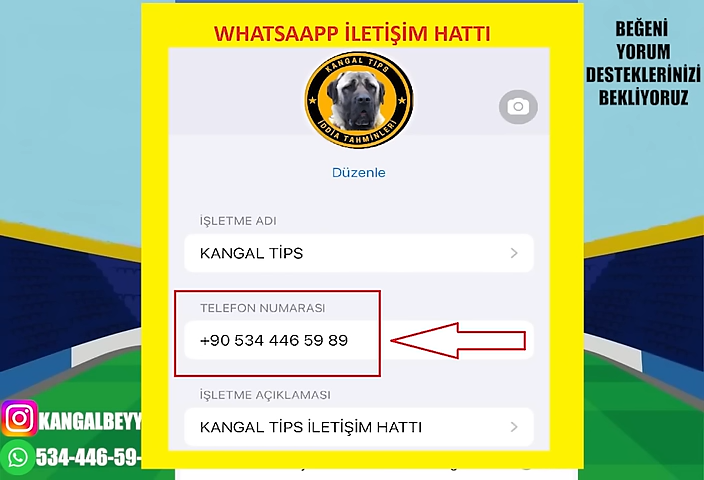 WHATSAAPP İLETİŞİM HATTI
BEĞENİ
YORUM
DESTEKLERİNİZİ
BEKLİYORUZ
KANGAL TİPS
İDDİA TAHMİNLERİ
Düzenle
İŞLETME ADI
KANGAL TİPS
TELEFON NUMARASI
+90 534 446 59 89
İŞLETME AÇIKLAMASI
KANGAL TİPS İLETİŞİM HATTI
KANGALBEYY
534-446-59-